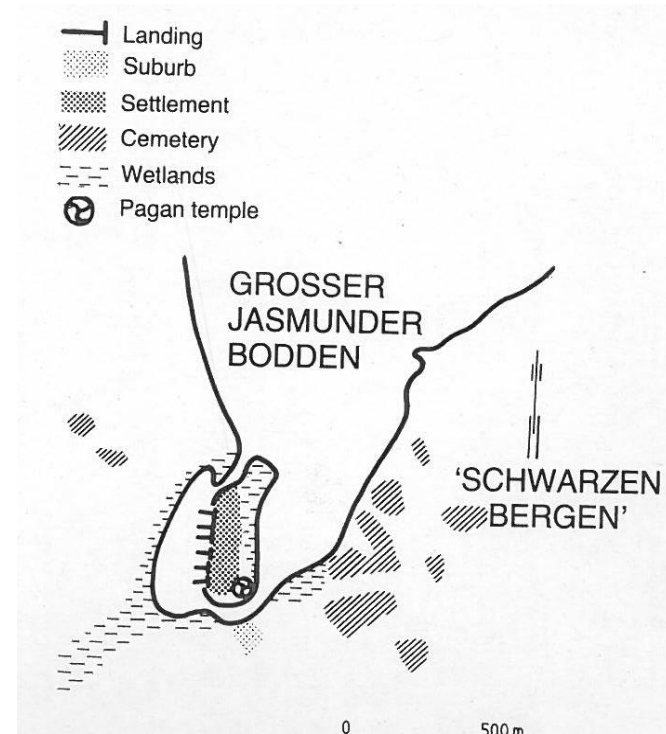 Landing
Suburb
Settlement
Cemetery
Wetlands
Pagan temple
GROSSER
JASMUNDER
BODDEN
‘SCHWARZEN
BERGEN’
0 500 m